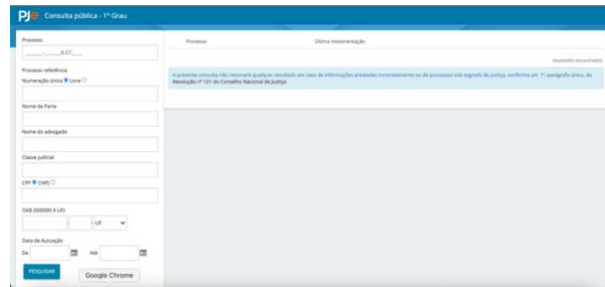 PJe Consulta pública - 1º Grau
Processo
8.07
Processo referência
Numeração única Livre
Nome da Parte
Nome do advogado
Classe judicial
CPF CNPJ
OAB (000000 A UF)
- - UF
Data de Autuação
De Até
PESQUISAR
Google Chrome
Processo Última movimentação
resultados encontrados
A presente consulta não retornará qualquer resultado em caso de informações prestadas incorretamente ou de processos sob segredo de justiça, conforme art. 1º, parágrafo único, da
Resolução nº 121 do Conselho Nacional de Justiça.